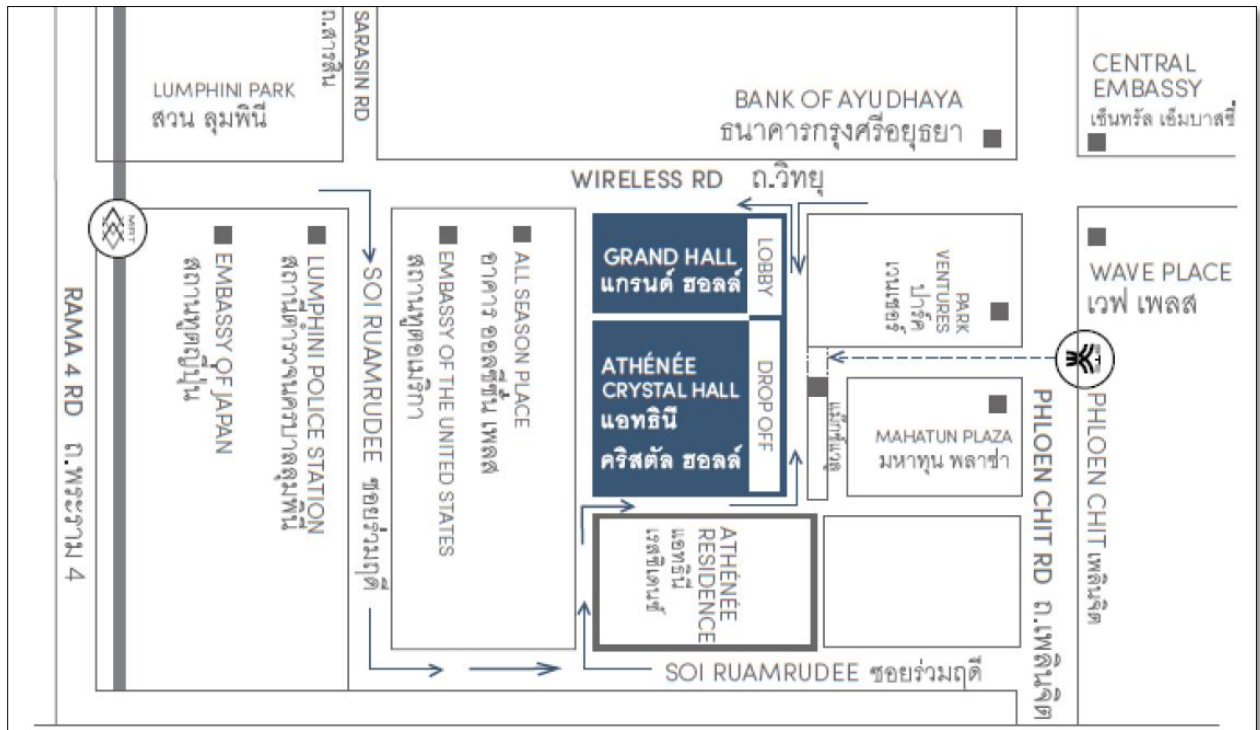 SARASIN RD
ถ.สารสิน
LUMPHINI PARK
สวน ลุมพินี
BANK OF AYUDHAYA
ธนาคารกรุงศรีอยุธยา
CENTRAL
EMBASSY
เซ็นทรัล เอ็มบาสซี่
WIRELESS RD ถ.วิทยุ
MRT
RAMA 4 RD ถ.พระราม 4
EMBASSY OF JAPAN
สถานทูตญี่ปุ่น
LUMPHINI POLICE STATION
สถานีตำรวจนครบาลลุมพินี
SOI RUAMRUDEE ซอยร่วมฤดี
EMBASSY OF THE UNITED STATES
สถานทูตอเมริกา
ALL SEASON PLACE
อาคาร ออลซีซั่น เพลส
GRAND HALL
แกรนด์ ฮอลล์
LOBBY
ATHÉNÉE
CRYSTAL HALL
แอทธินี
คริสตัล ฮอลล์
DROP OFF
PARK
VENTURES
ปาร์ค
เวนเชอร์
WAVE PLACE
เวฟ เพลส
BTS
PHLOEN CHIT เพลินจิต
แม็กซ์แวลู
MAHATUN PLAZA
มหาทุน พลาซ่า
PHLOEN CHIT RD ถ.เพลินจิต
ATHÉNÉE
RESIDENCE
แอทธินี
เรสซิเดนซ์
SOI RUAMRUDEE ซอยร่วมฤดี